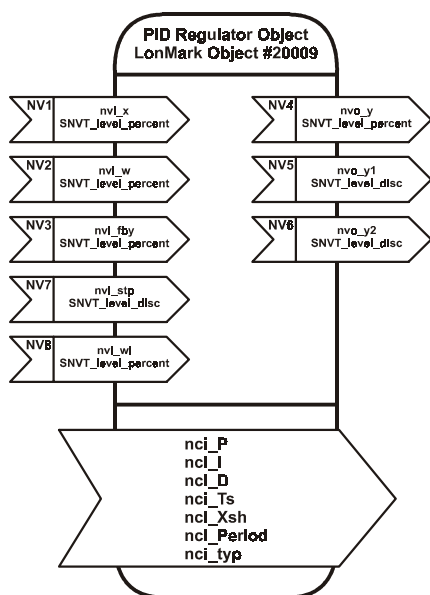 PID Regulator Object
LonMark Object #20009
NV1
nvI_x
SNVT_level_percent
NV4
nvo_y
SNVT_level_percent
NV2
nvI_w
SNVT_level_percent
NV5
nvo_y1
SNVT_level_disc
NV3
nvI_fby
SNVT_level_percent
NV6
nvo_y2
SNVT_level_disc
NV7
nvI_stp
SNVT_level_disc
NV8
nvI_wI
SNVT_level_percent
nci_P
nci_I
nci_D
nci_Ts
nci_Xsh
nci_Period
nci_typ